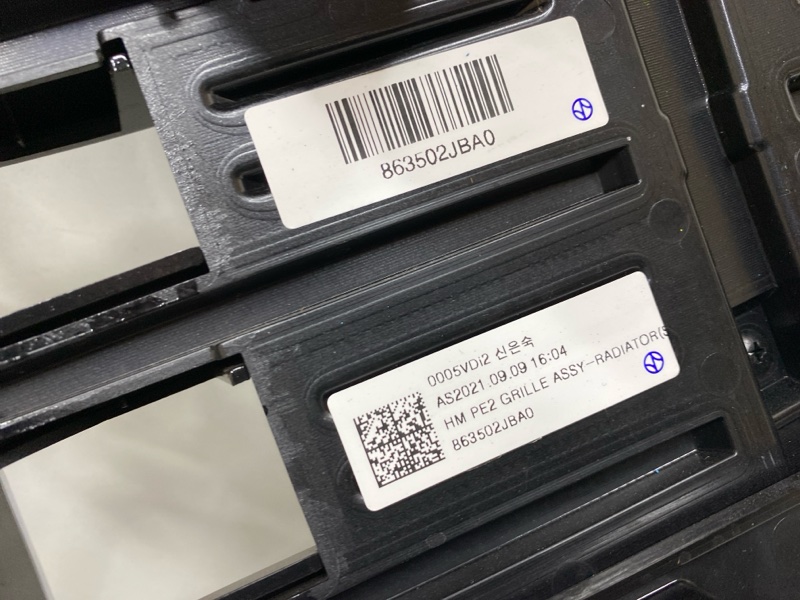 863502JBA0
0005VDi2 신은숙
AS2021.09.09 16:04
HM PE2 GRILLE ASSY-RADIATOR(S
863502JBA0